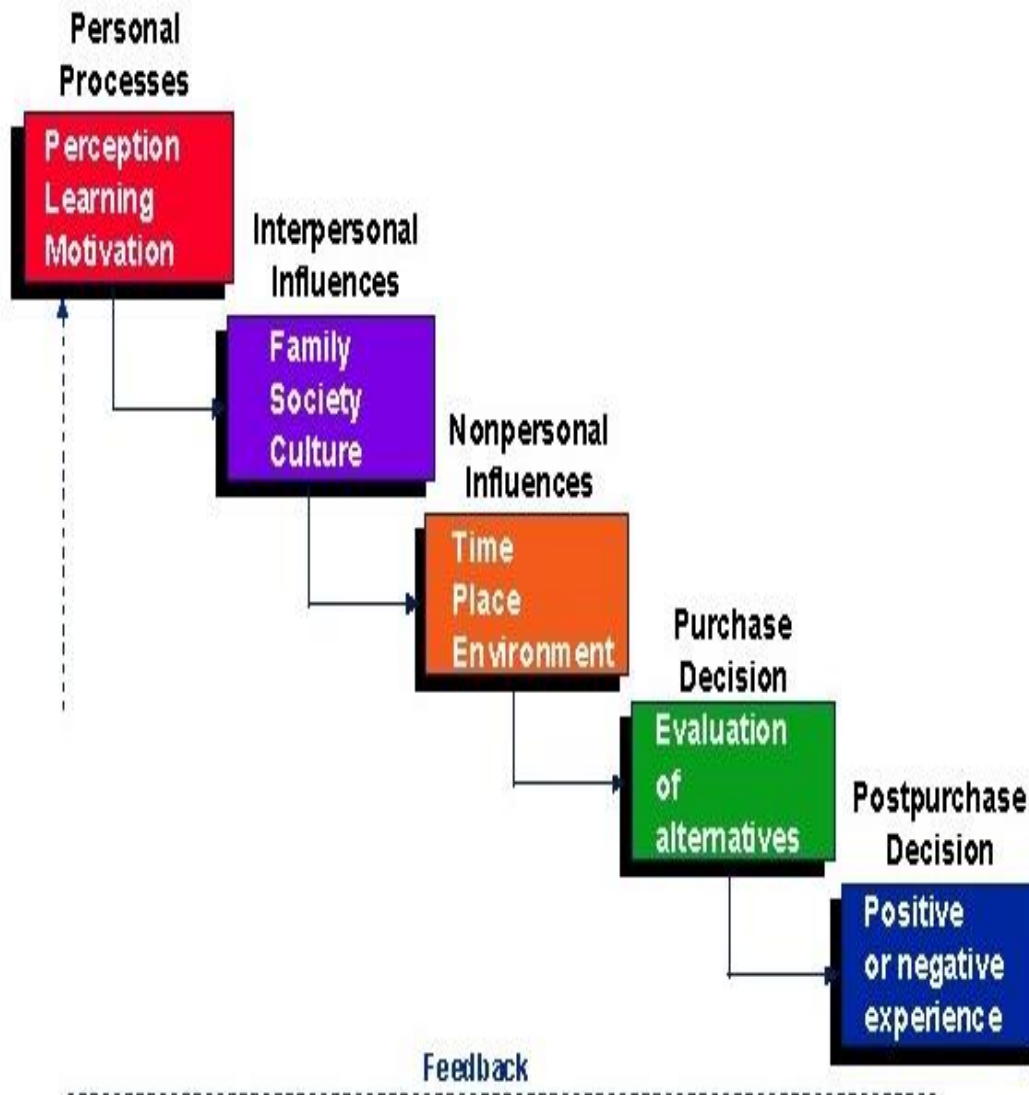 Personal
Processes
Perception
Learning
Motivation
Interpersonal
Influences
Family
Society
Culture
Nonpersonal
Influences
Time
Place
Environment
Purchase
Decision
Evaluation
of
alternatives
Postpurchase
Decision
Positive
or negative
experience
Feedback